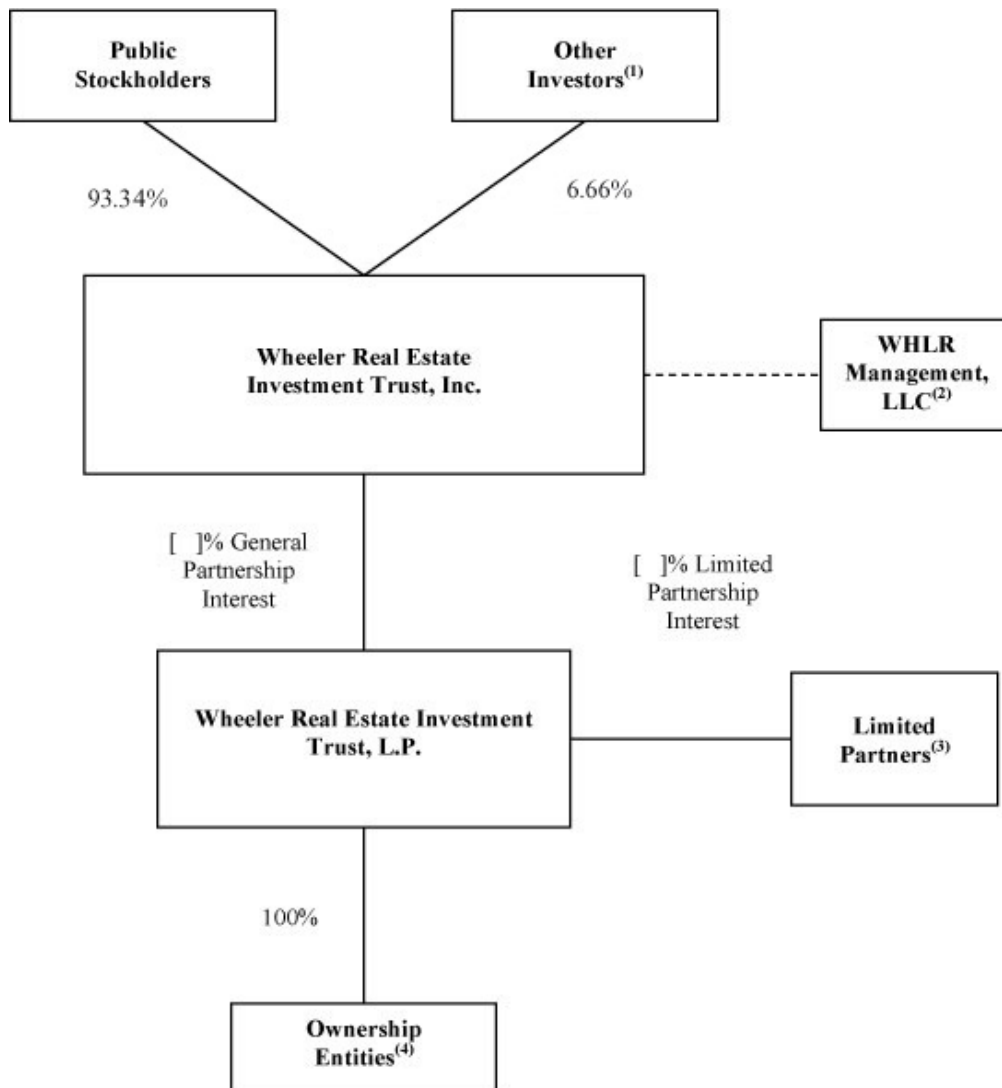 Public
Stockholders
Other
Investors(1)
93.34%
6.66%
Wheeler Real Estate
Investment Trust, Inc.
WHLR
Management,
LLC(2)
[ ]% General
Partnership
Interest
[ ]% Limited
Partnership
Interest
Wheeler Real Estate Investment
Trust, L.P.
Limited
Partners(3)
100%
Ownership
Entities(4)